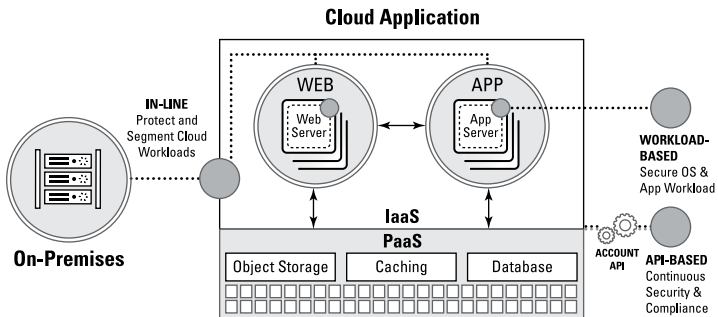 Cloud Application
IN-LINE
Protect and
Segment Cloud
Workloads
On-Premises
WEB
Web
Server
APP
App
Server
WORKLOAD-
BASED
Secure OS &
App Workload
IaaS
PaaS
Object Storage
Caching
Database
ACCOUNT
API
API-BASED
Continuous
Security &
Compliance